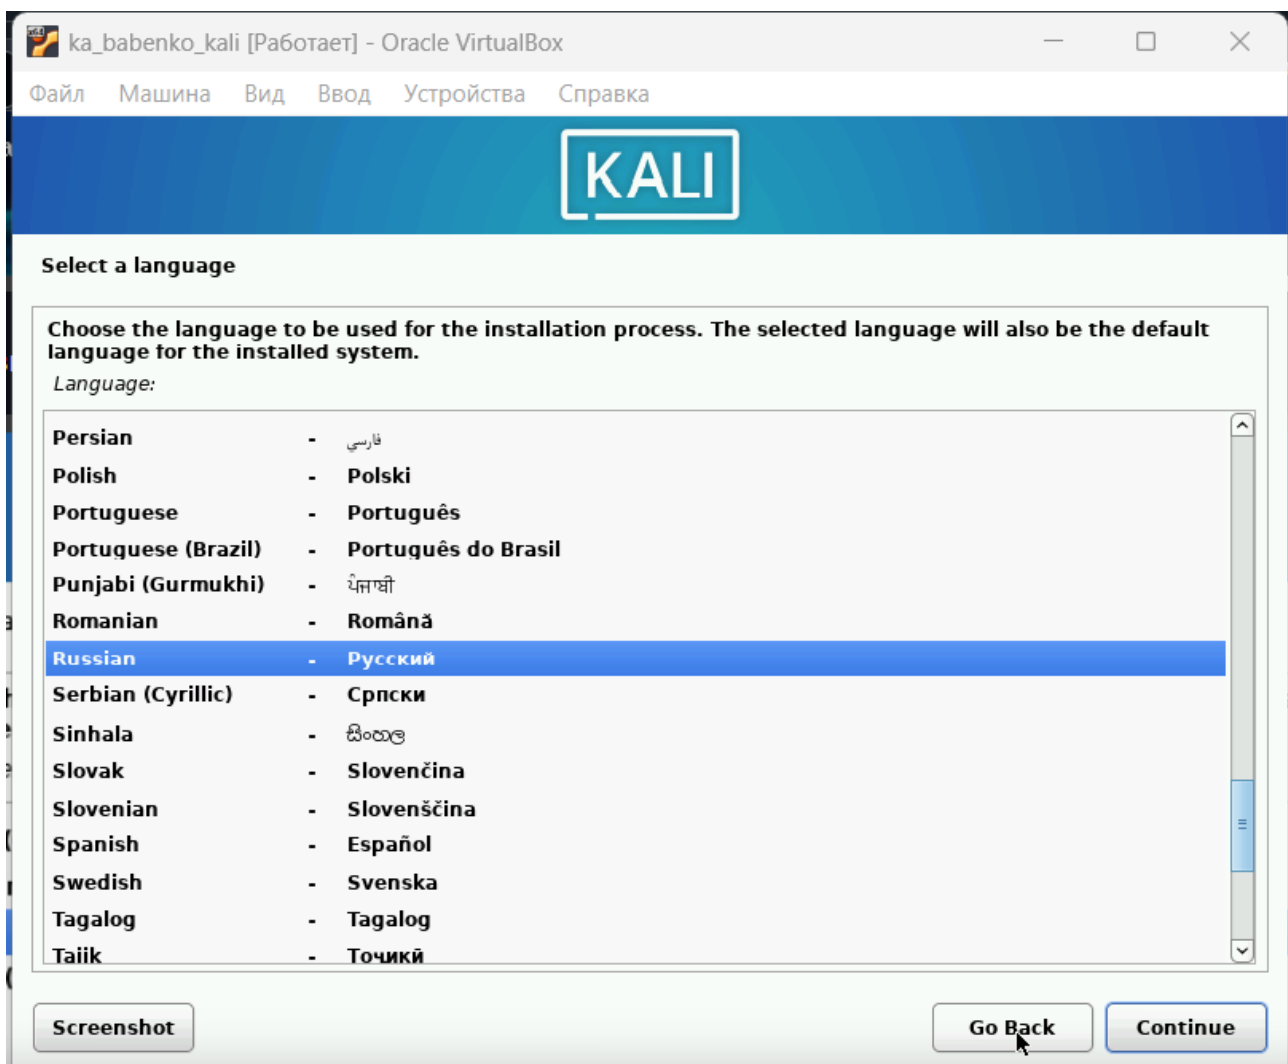 ka_babenko_kali [Работает] - Oracle VirtualBox
Файл Машина Вид Ввод Устройства Справка
KALI
Select a language
Choose the language to be used for the installation process. The selected language will also be the default
language for the installed system.
Language:
Persian - فارسي
Polish - Polski
Portuguese - Português
Portuguese (Brazil) - Português do Brasil
Punjabi (Gurmukhi) - ਪੰਜਾਬੀ
Romanian - Română
Russian - Русский
Serbian (Cyrillic) - Српски
Sinhala - සිංහල
Slovak - Slovenčina
Slovenian - Slovenščina
Spanish - Español
Swedish - Svenska
Tagalog - Tagalog
Tajik - Тоҷикӣ
Screenshot Go Back Continue